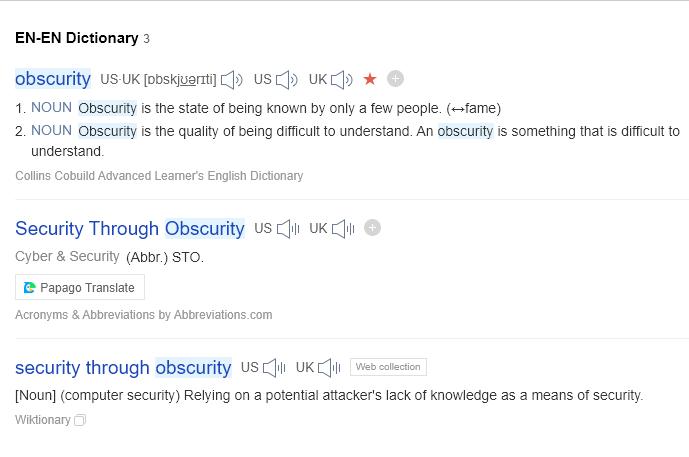 EN-EN Dictionary 3
obscurity US·UK [ɒbskjʊərɪti] US UK
1. NOUN Obscurity is the state of being known by only a few people. (↔fame)
2. NOUN Obscurity is the quality of being difficult to understand. An obscurity is something that is difficult to
understand.
Collins Cobuild Advanced Learner's English Dictionary
Security Through Obscurity US UK
Cyber & Security (Abbr.) STO.
Papago Translate
Acronyms & Abbreviations by Abbreviations.com
security through obscurity US UK Web collection
[Noun] (computer security) Relying on a potential attacker's lack of knowledge as a means of security.
Wiktionary